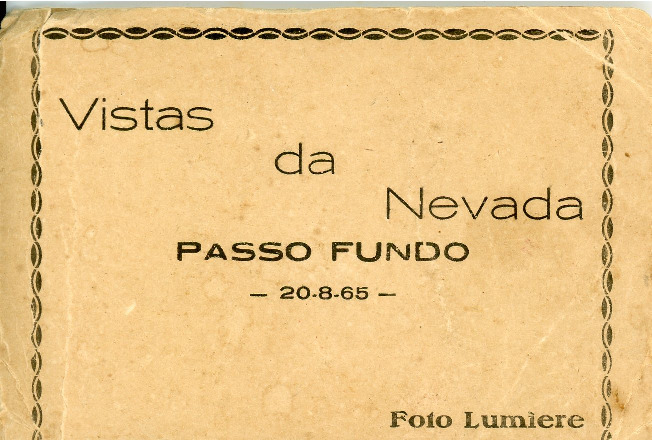 Vistas
da
Nevada
PASSO FUNDO
— 20-8-65 —
Foto Lumiere